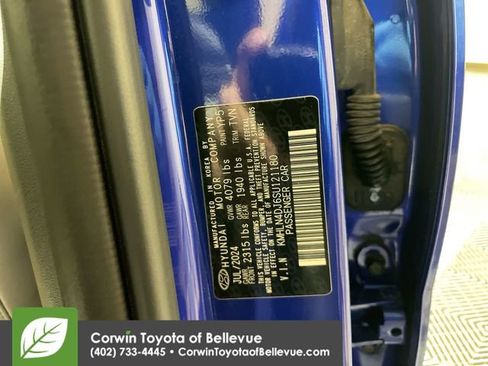 MANUFACTURED IN KOREA BY
HYUNDAI MOTOR COMPANY
JUL/2024 GVWR 4079 lbs PAINT YP5
GAWR FRONT 2315 lbs GAWR REAR 1940 lbs TRIM TVN
THIS VEHICLE CONFORMS TO ALL APPLICABLE U.S.A. FEDERAL
MOTOR VEHICLE SAFETY, BUMPER, AND THEFT PREVENTION STANDARDS
IN EFFECT ON THE DATE OF MANUFACTURE SHOWN ABOVE
V.I.N KMHLN4DJ6SU121180
PASSENGER CAR
Corwin Toyota of Bellevue
(402) 733-4445 • CorwinToyotaofBellevue.com